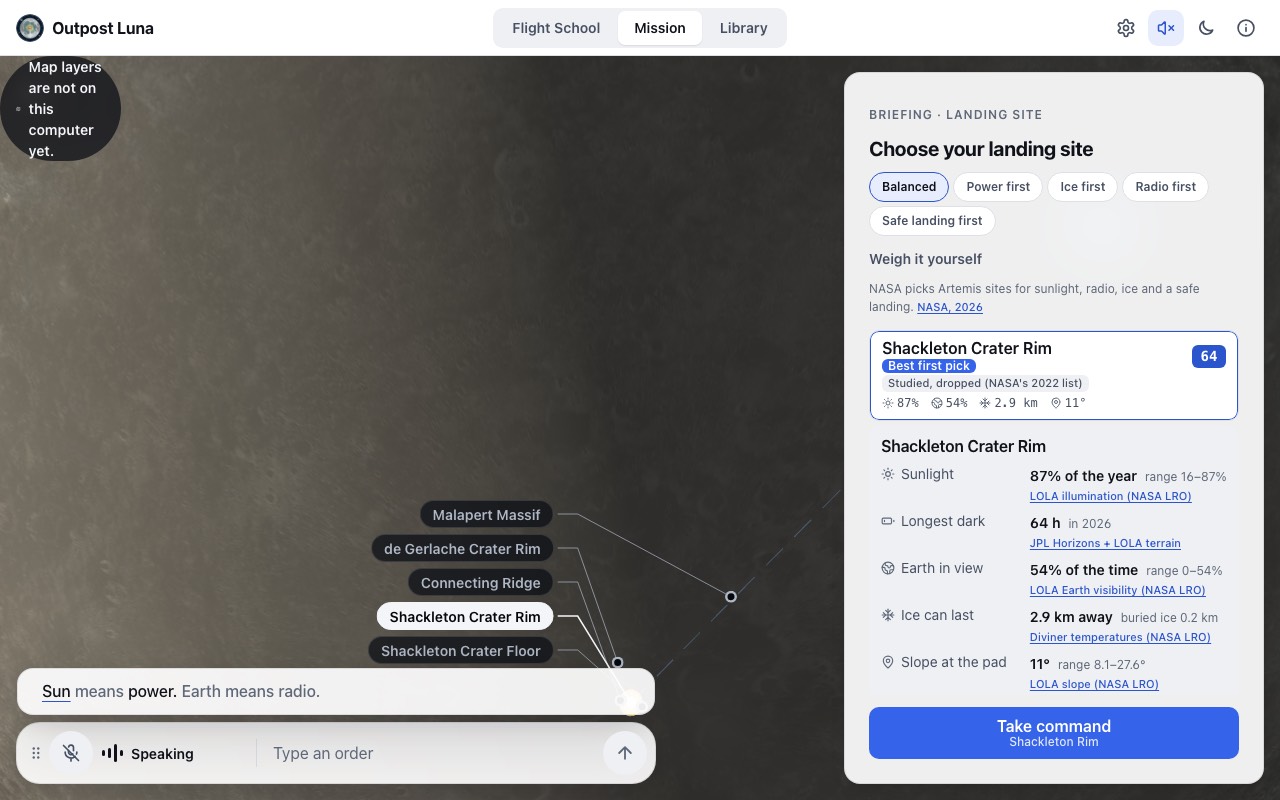 Outpost Luna
Flight School
Mission
Library
Map layers
are not on
this
computer
yet.
BRIEFING · LANDING SITE
Choose your landing site
Balanced
Power first
Ice first
Radio first
Safe landing first
Weigh it yourself
NASA picks Artemis sites for sunlight, radio, ice and a safe
landing. NASA, 2026
Shackleton Crater Rim
64
Best first pick
Studied, dropped (NASA's 2022 list)
87% 54% 2.9 km 11°
Shackleton Crater Rim
Sunlight
87% of the year range 16–87%
LOLA illumination (NASA LRO)
Longest dark
64 h in 2026
JPL Horizons + LOLA terrain
Earth in view
54% of the time range 0–54%
LOLA Earth visibility (NASA LRO)
Ice can last
2.9 km away buried ice 0.2 km
Diviner temperatures (NASA LRO)
Slope at the pad
11° range 8.1–27.6°
LOLA slope (NASA LRO)
Take command
Shackleton Rim
Malapert Massif
de Gerlache Crater Rim
Connecting Ridge
Shackleton Crater Rim
Shackleton Crater Floor
Sun means power. Earth means radio.
Speaking
Type an order